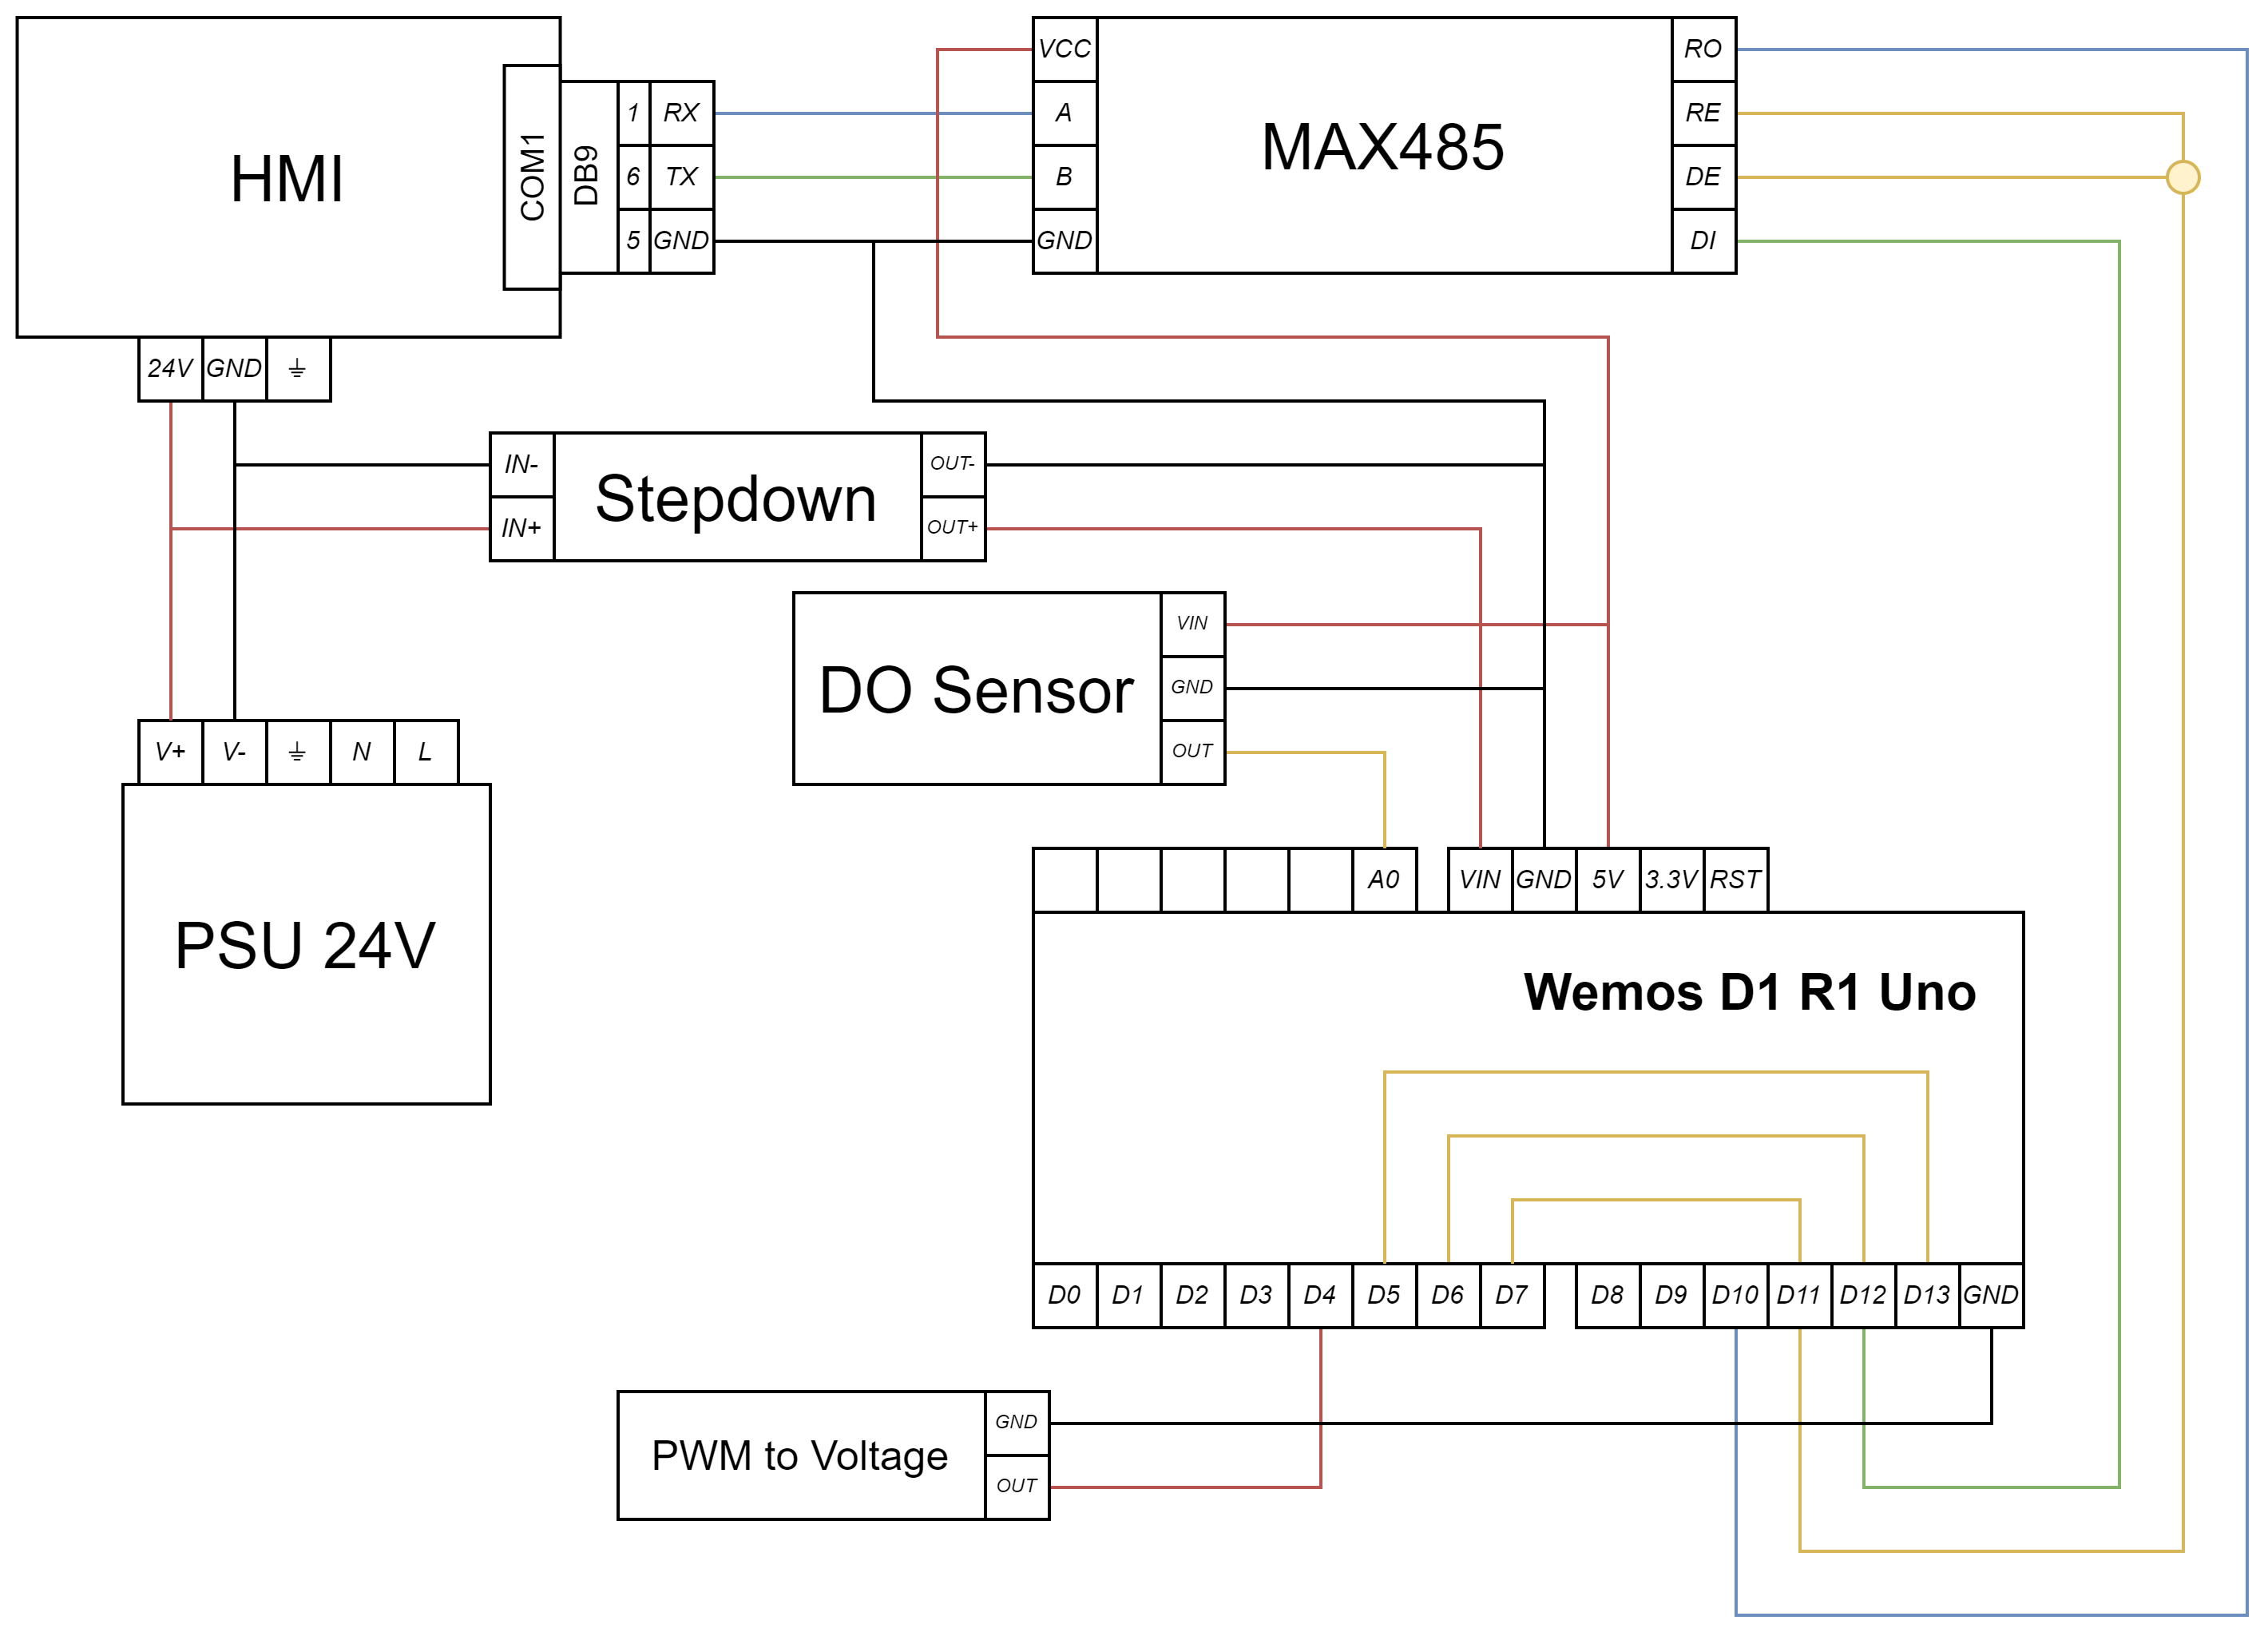 HMI
COM1
DB9
1 RX
6 TX
5 GND
24V GND
VCC
A
B
GND
MAX485
RO
RE
DE
DI
IN-
IN+
Stepdown
OUT-
OUT+
DO Sensor
VIN
GND
OUT
V+ V- N L
PSU 24V
A0 VIN GND 5V 3.3V RST
Wemos D1 R1 Uno
D0 D1 D2 D3 D4 D5 D6 D7 D8 D9 D10 D11 D12 D13 GND
PWM to Voltage
GND
OUT